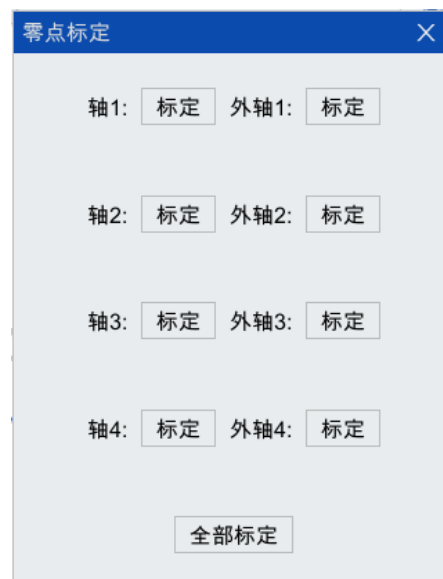 零点标定
轴1: 标定 外轴1: 标定
轴2: 标定 外轴2: 标定
轴3: 标定 外轴3: 标定
轴4: 标定 外轴4: 标定
全部标定